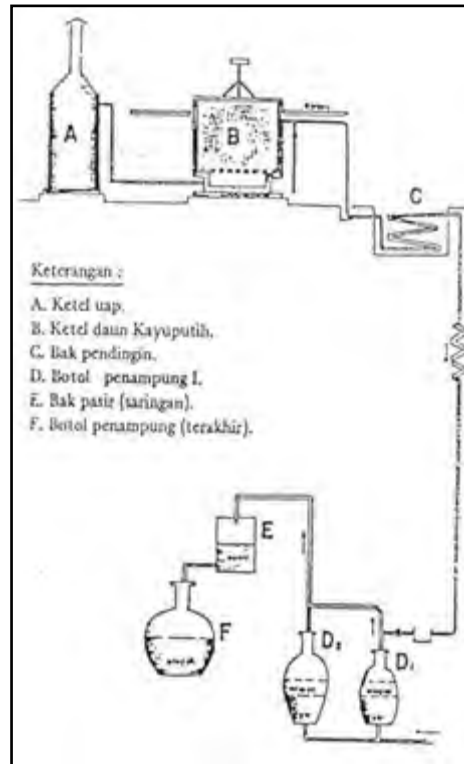 A
B
C
Keterangan :
A. Ketel uap.
B. Ketel daun Kayuputih.
C. Bak pendingin.
D. Botol penampung I.
E. Bak pasir (saringan).
F. Botol penampung (terakhir).
E
F
D₂
D₁